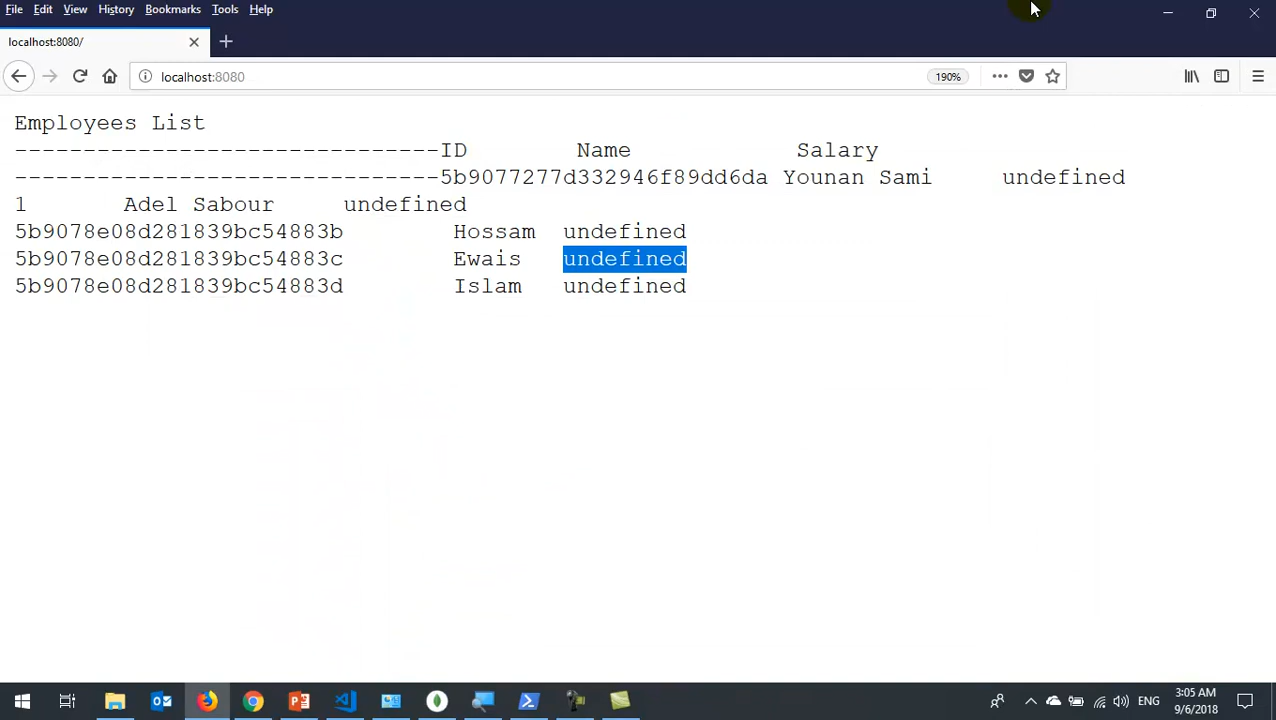 File Edit View History Bookmarks Tools Help
localhost:8080/
localhost:8080 190%
Employees List
-------------------------------ID Name Salary
-------------------------------5b9077277d332946f89dd6da Younan Sami undefined
1 Adel Sabour undefined
5b9078e08d281839bc54883b Hossam undefined
5b9078e08d281839bc54883c Ewais undefined
5b9078e08d281839bc54883d Islam undefined
ENG
3:05 AM
9/6/2018